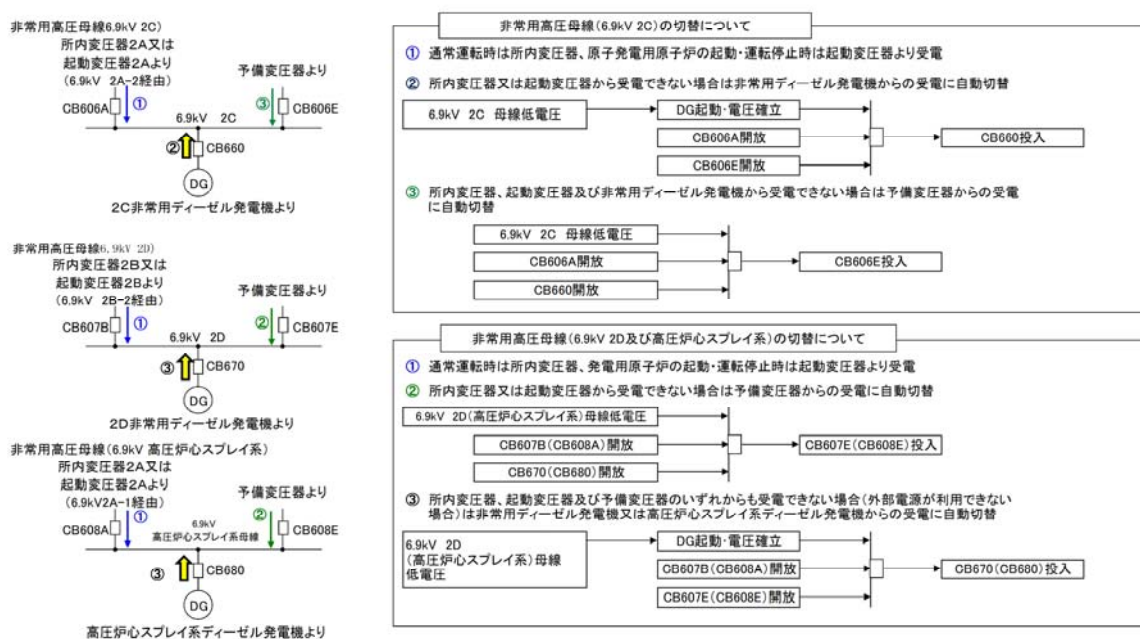 非常用高圧母線(6.9kV 2C)
所内変圧器2A又は
起動変圧器2Aより
(6.9kV 2A-2経由)
予備変圧器より
CB606A
①
③
CB606E
6.9kV 2C
②
CB660
DG
2C非常用ディーゼル発電機より
非常用高圧母線6.9kV 2D)
所内変圧器2B又は
起動変圧器2Bより
(6.9kV 2B-2経由)
予備変圧器より
CB607B
①
②
CB607E
6.9kV 2D
③
CB670
DG
2D非常用ディーゼル発電機より
非常用高圧母線(6.9kV 高圧炉心スプレイ系)
所内変圧器2A又は
起動変圧器2Aより
(6.9kV2A-1経由)
予備変圧器より
CB608A
①
②
CB608E
6.9kV
高圧炉心スプレイ系母線
③
CB680
DG
高圧炉心スプレイ系ディーゼル発電機より
非常用高圧母線(6.9kV 2C)の切替について
① 通常運転時は所内変圧器、原子発電用原子炉の起動・運転停止時は起動変圧器より受電
② 所内変圧器又は起動変圧器から受電できない場合は非常用ディーゼル発電機からの受電に自動切替
6.9kV 2C 母線低電圧
DG起動・電圧確立
CB606A開放
CB606E開放
CB660投入
③ 所内変圧器、起動変圧器及び非常用ディーゼル発電機から受電できない場合は予備変圧器からの受電
に自動切替
6.9kV 2C 母線低電圧
CB606A開放
CB660開放
CB606E投入
非常用高圧母線(6.9kV 2D及び高圧炉心スプレイ系)の切替について
① 通常運転時は所内変圧器、発電用原子炉の起動・運転停止時は起動変圧器より受電
② 所内変圧器又は起動変圧器から受電できない場合は予備変圧器からの受電に自動切替
6.9kV 2D(高圧炉心スプレイ系)母線低電圧
CB607B(CB608A)開放
CB670(CB680)開放
CB607E(CB608E)投入
③ 所内変圧器、起動変圧器及び予備変圧器のいずれからも受電できない場合(外部電源が利用できない
場合)は非常用ディーゼル発電機又は高圧炉心スプレイ系ディーゼル発電機からの受電に自動切替
6.9kV 2D
(高圧炉心スプレイ系)母線
低電圧
DG起動・電圧確立
CB607B(CB608A)開放
CB607E(CB608E)開放
CB670(CB680)投入